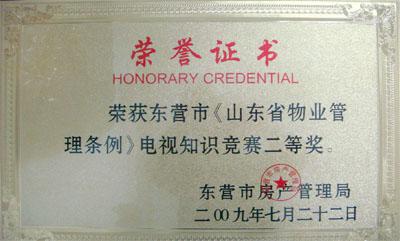 荣誉证书
HONORARY CREDENTIAL
荣获东营市《山东省物业管
理条例》电视知识竞赛二等奖。
东营市房产管理局
二00九年七月二十二日